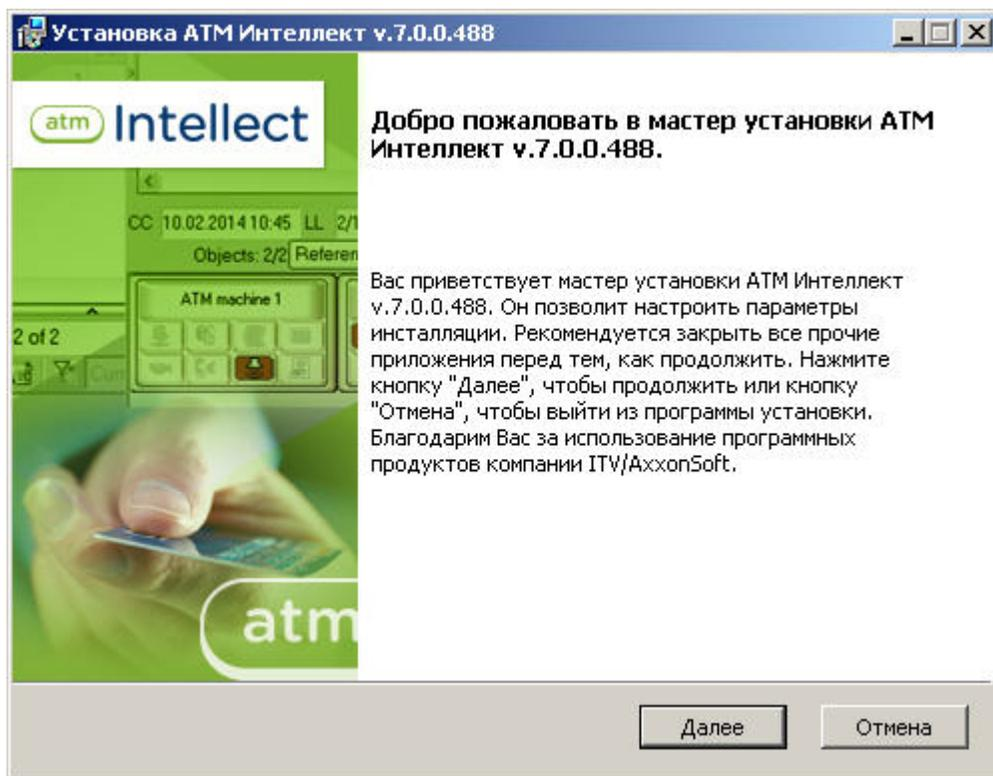 Установка АТМ Интеллект v.7.0.0.488
atm Intellect
Добро пожаловать в мастер установки АТМ
Интеллект v.7.0.0.488.
CC 10.02.2014 10:45 LL 2/1
Objects: 2/2 Referen
ATM machine 1
2 of 2
Вас приветствует мастер установки АТМ Интеллект
v.7.0.0.488. Он позволит настроить параметры
инсталляции. Рекомендуется закрыть все прочие
приложения перед тем, как продолжить. Нажмите
кнопку "Далее", чтобы продолжить или кнопку
"Отмена", чтобы выйти из программы установки.
Благодарим Вас за использование программных
продуктов компании ITV/AxxonSoft.
atm
Далее
Отмена